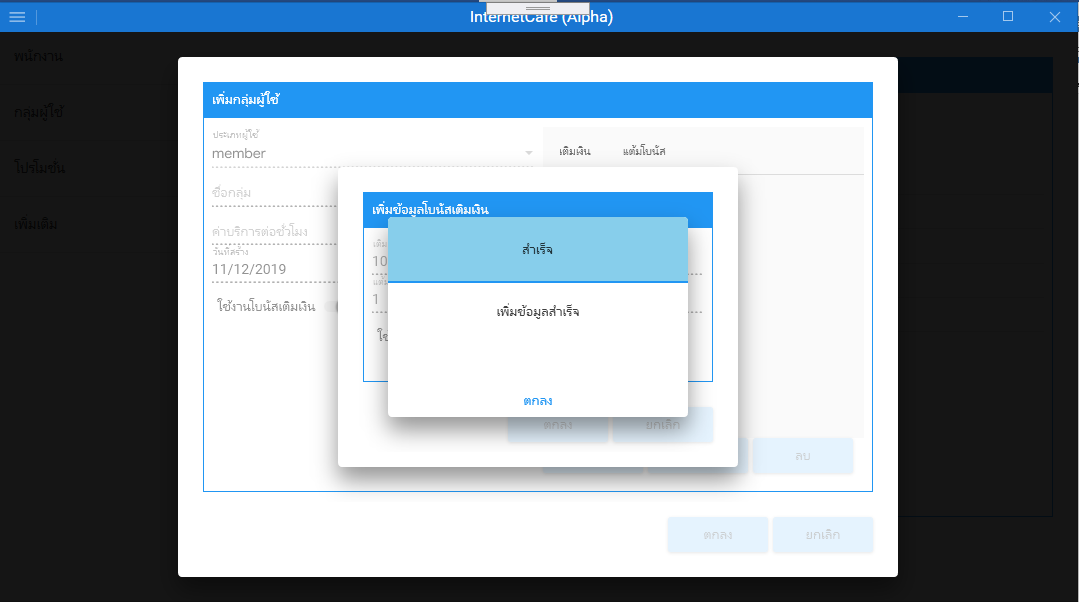 InternetCafe (Alpha)
พนักงาน
กลุ่มผู้ใช้
โปรโมชั่น
เพิ่มเติม
เพิ่มกลุ่มผู้ใช้
ประเภทผู้ใช้
member
เติมเงิน แต้มโบนัส
ชื่อกลุ่ม
ค่าบริการต่อชั่วโมง
วันที่สร้าง
11/12/2019
ใช้งานโบนัสเติมเงิน
เพิ่มข้อมูลโบนัสเติมเงิน
10
1
สำเร็จ
เพิ่มข้อมูลสำเร็จ
ตกลง
ตกลง ยกเลิก
ลบ
ตกลง ยกเลิก